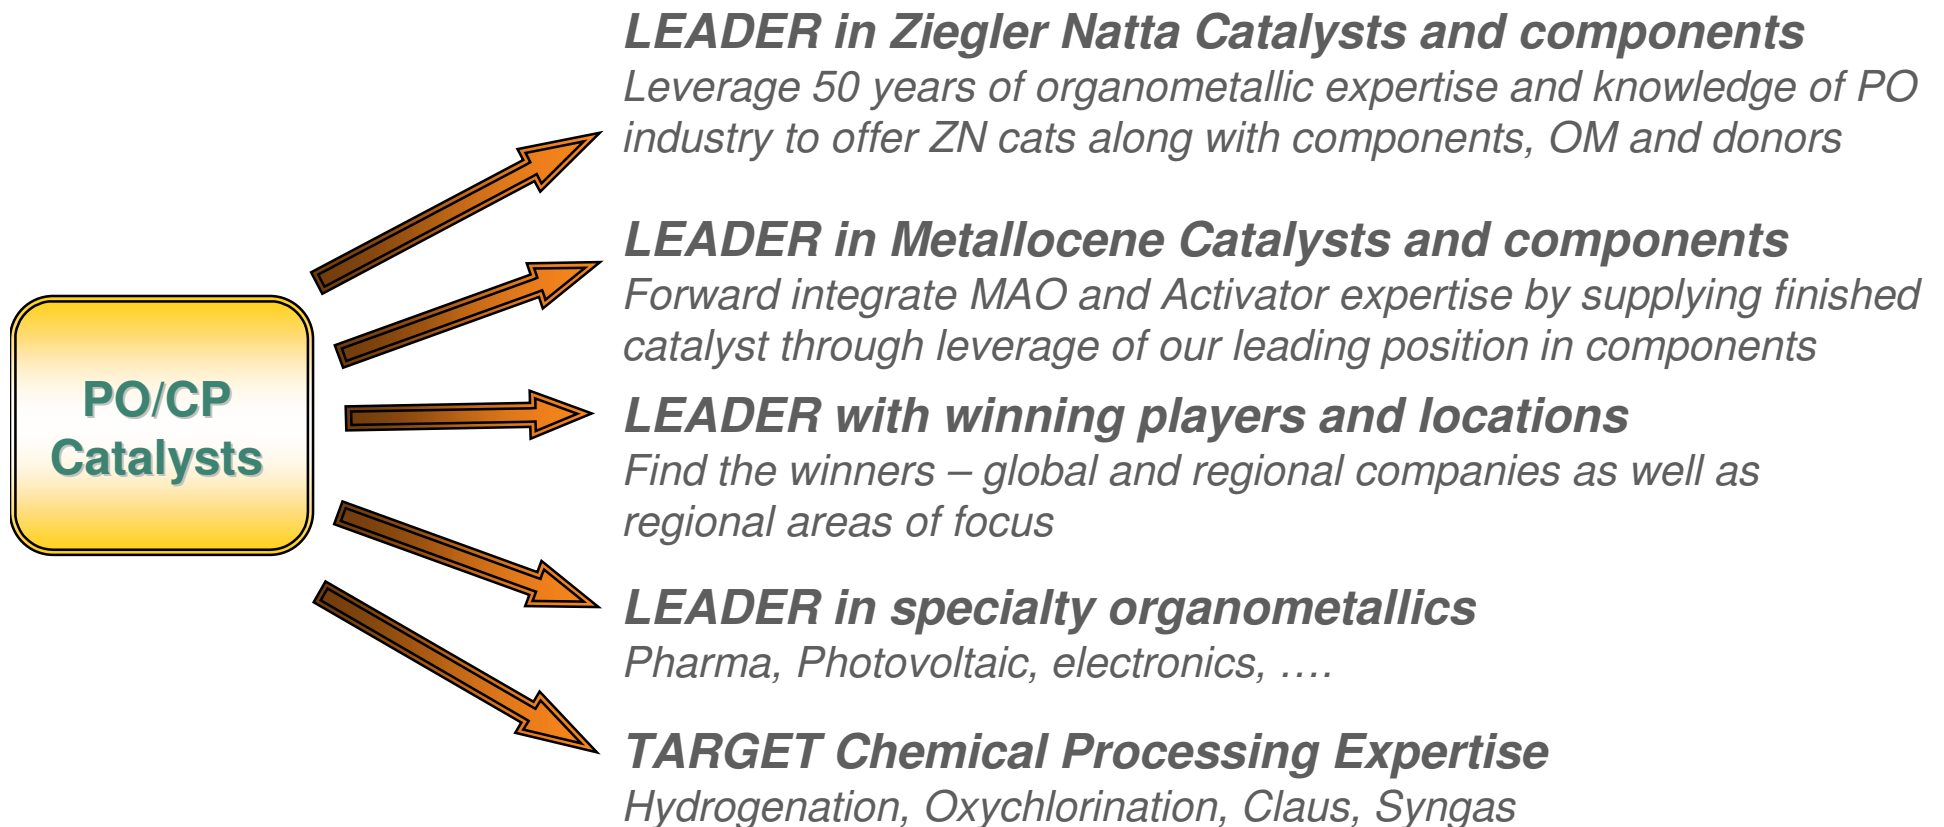 LEADER in Ziegler Natta Catalysts and components
Leverage 50 years of organometallic expertise and knowledge of PO
industry to offer ZN cats along with components, OM and donors
LEADER in Metallocene Catalysts and components
Forward integrate MAO and Activator expertise by supplying finished
catalyst through leverage of our leading position in components
PO/CP
Catalysts
LEADER with winning players and locations
Find the winners – global and regional companies as well as
regional areas of focus
LEADER in specialty organometallics
Pharma, Photovoltaic, electronics, ….
TARGET Chemical Processing Expertise
Hydrogenation, Oxychlorination, Claus, Syngas